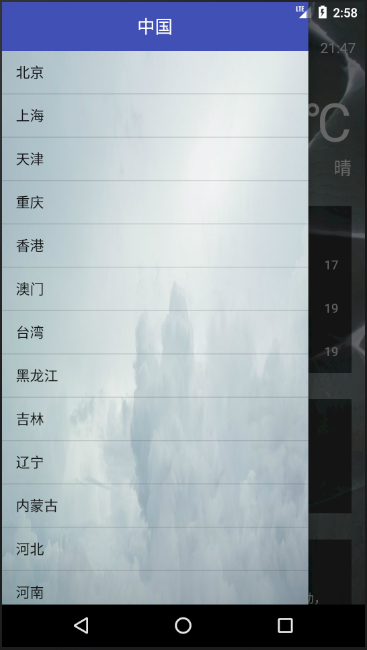 LTE 2:58
中国
21:47
℃
北京
上海
晴
天津
重庆
香港
17
澳门
19
台湾
19
黑龙江
吉林
辽宁
内蒙古
河北
河南